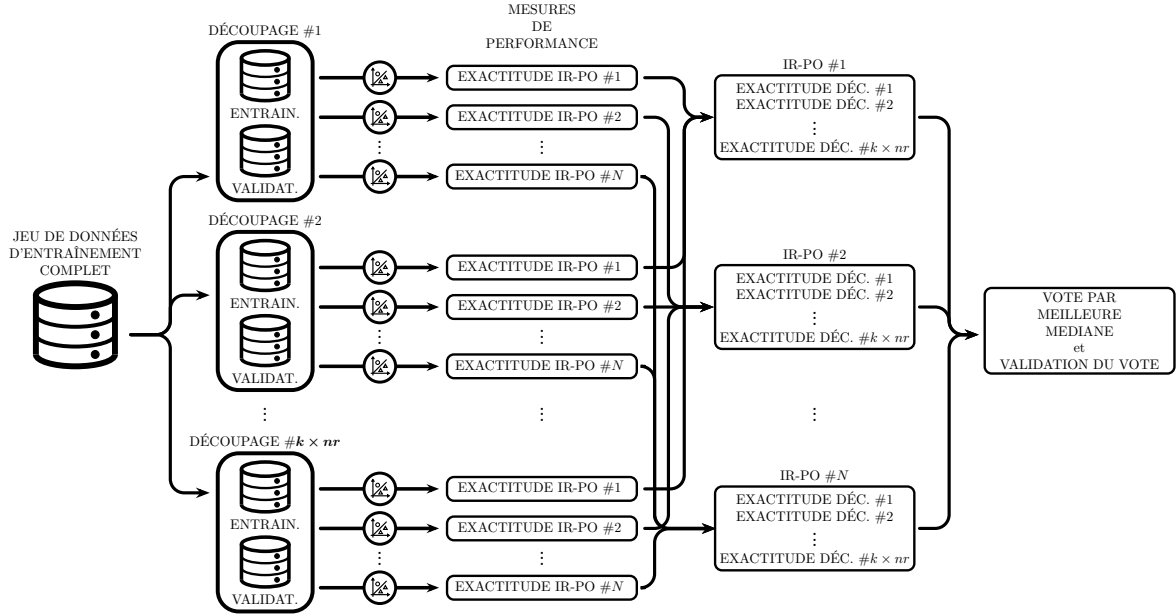 MESURES
DE
PERFORMANCE
DÉCOUPAGE #1
ENTRAIN.
VALIDAT.
EXACTITUDE IR-PO #1
EXACTITUDE IR-PO #2
⋮
⋮
EXACTITUDE IR-PO #N
IR-PO #1
EXACTITUDE DÉC. #1
EXACTITUDE DÉC. #2
⋮
EXACTITUDE DÉC. #k × nr
JEU DE DONNÉES
D'ENTRAÎNEMENT
COMPLET
DÉCOUPAGE #2
ENTRAIN.
VALIDAT.
EXACTITUDE IR-PO #1
EXACTITUDE IR-PO #2
⋮
⋮
EXACTITUDE IR-PO #N
IR-PO #2
EXACTITUDE DÉC. #1
EXACTITUDE DÉC. #2
⋮
EXACTITUDE DÉC. #k × nr
VOTE PAR
MEILLEURE
MEDIANE
et
VALIDATION DU VOTE
⋮
⋮
⋮
DÉCOUPAGE #k × nr
ENTRAIN.
VALIDAT.
EXACTITUDE IR-PO #1
EXACTITUDE IR-PO #2
⋮
⋮
EXACTITUDE IR-PO #N
IR-PO #N
EXACTITUDE DÉC. #1
EXACTITUDE DÉC. #2
⋮
EXACTITUDE DÉC. #k × nr